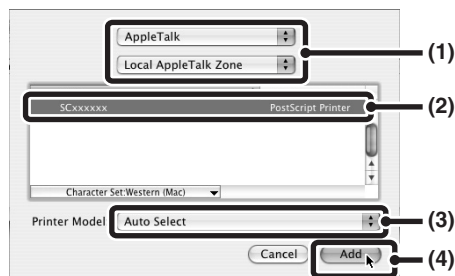 AppleTalk
Local AppleTalk Zone
(1)
SCxxxxxx PostScript Printer
(2)
Character Set:Western (Mac)
Printer Model Auto Select
(3)
Cancel Add
(4)